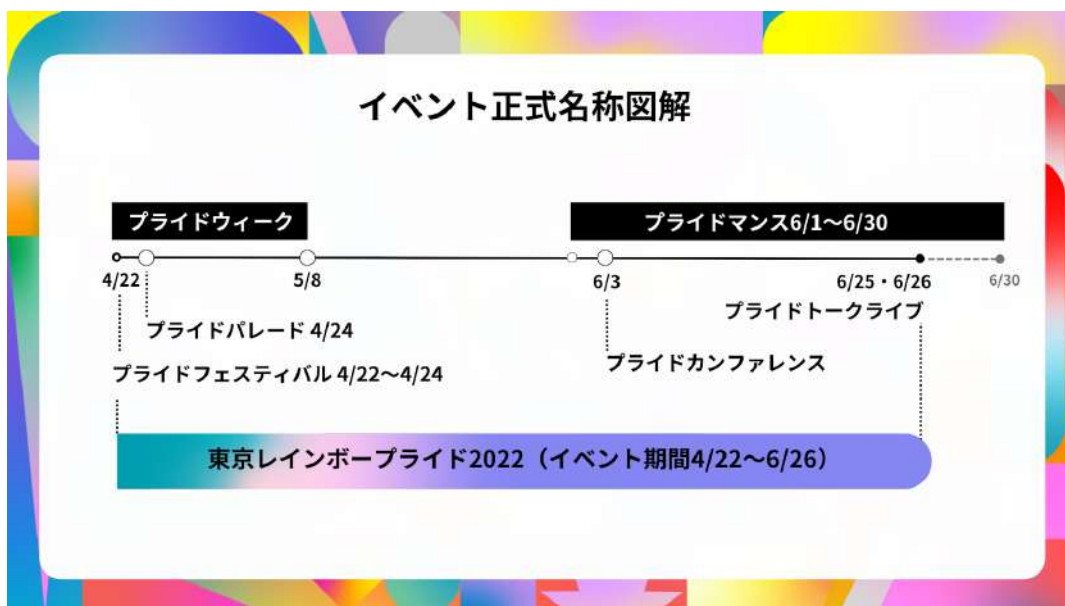 イベント正式名称図解
プライドウィーク
プライドマンス6/1〜6/30
4/22
5/8
6/3
6/25・6/26
6/30
プライドトークライブ
プライドパレード 4/24
プライドカンファレンス
プライドフェスティバル 4/22〜4/24
東京レインボープライド2022（イベント期間4/22〜6/26）